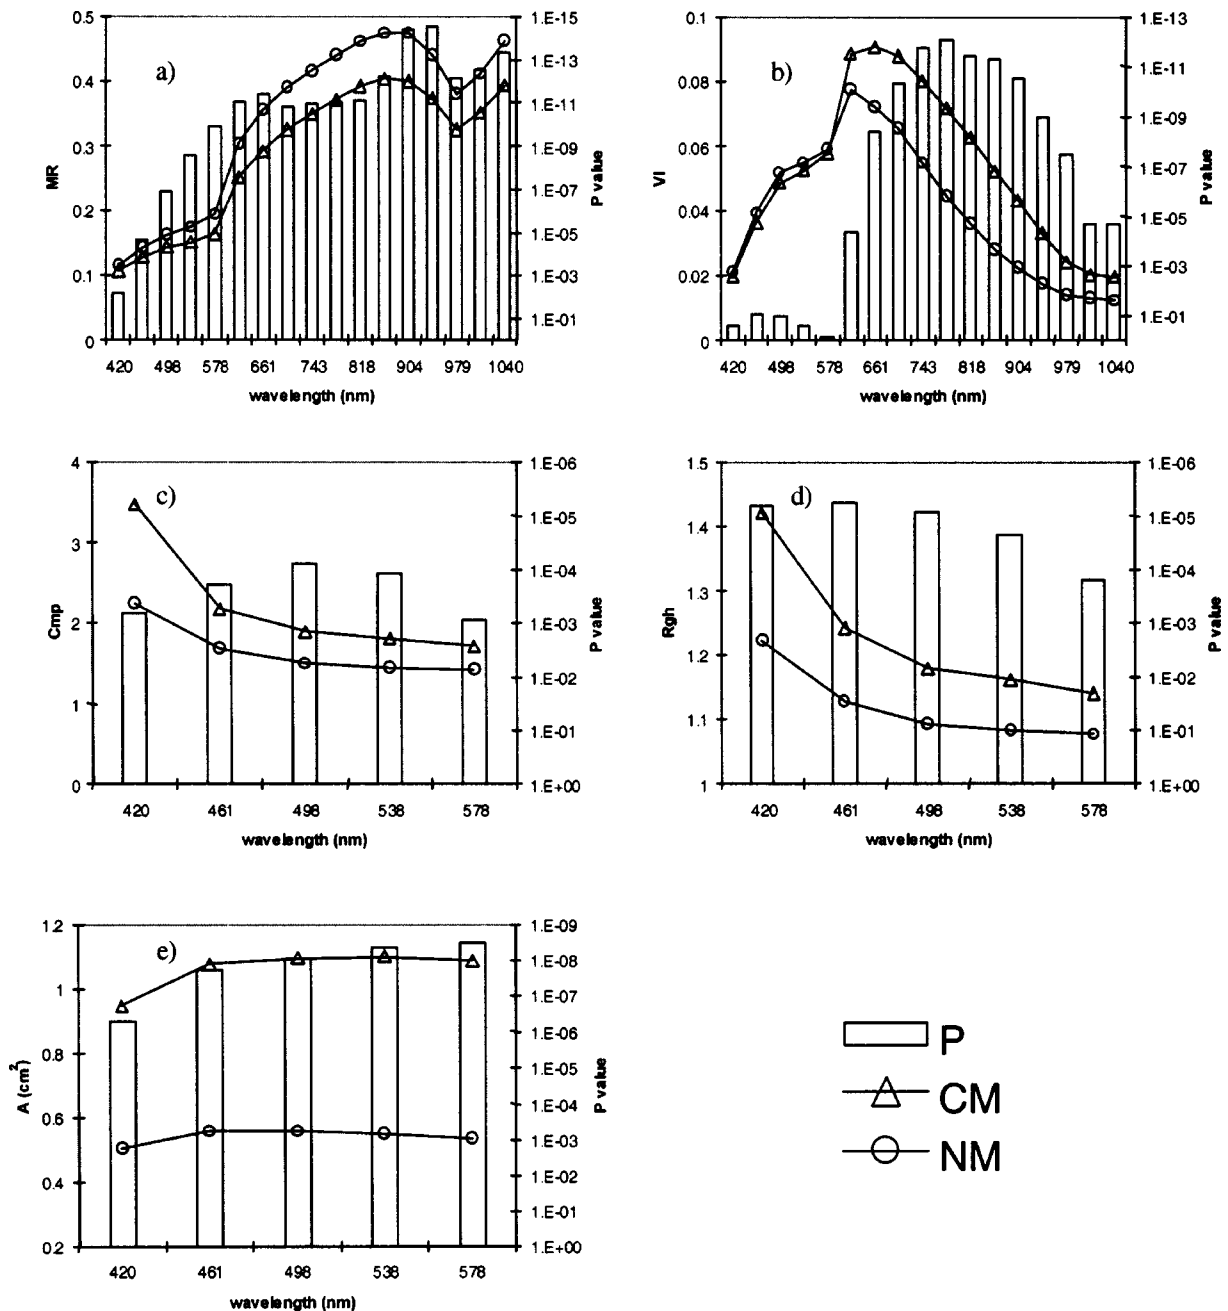 a)
0.5
0.4
0.3
0.2
0.1
0
MR
1.E-15
1.E-13
1.E-11
1.E-09
1.E-07
1.E-05
1.E-03
1.E-01
P value
420 498 578 661 743 818 904 979 1040
wavelength (nm)
b)
0.1
0.08
0.06
0.04
0.02
0
VI
1.E-13
1.E-11
1.E-09
1.E-07
1.E-05
1.E-03
1.E-01
P value
420 498 578 661 743 818 904 979 1040
wavelength (nm)
c)
4
3
2
1
0
Cmp
1.E-06
1.E-05
1.E-04
1.E-03
1.E-02
1.E-01
1.E+00
P value
420 461 498 538 578
wavelength (nm)
d)
1.5
1.4
1.3
1.2
1.1
1
Rgh
1.E-06
1.E-05
1.E-04
1.E-03
1.E-02
1.E-01
1.E+00
P value
420 461 498 538 578
wavelength (nm)
e)
1.2
1
0.8
0.6
0.4
0.2
A (cm²)
1.E-09
1.E-08
1.E-07
1.E-06
1.E-05
1.E-04
1.E-03
1.E-02
1.E-01
1.E+00
P value
420 461 498 538 578
wavelength (nm)
P
CM
NM